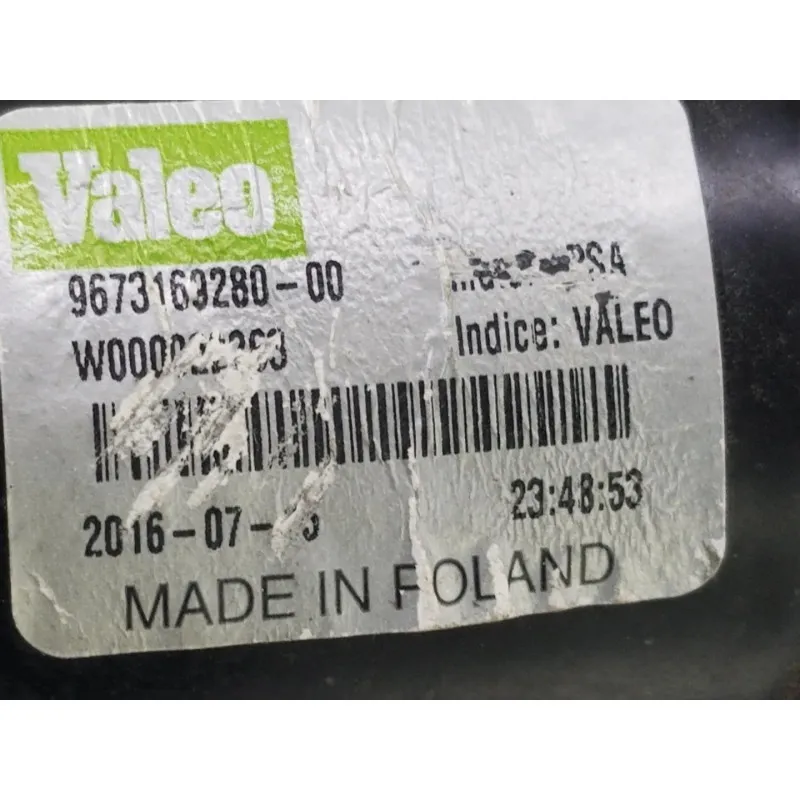 Valeo
9673169280-00
PSA
Indice: VALEO
23:48:53
MADE IN POLAND